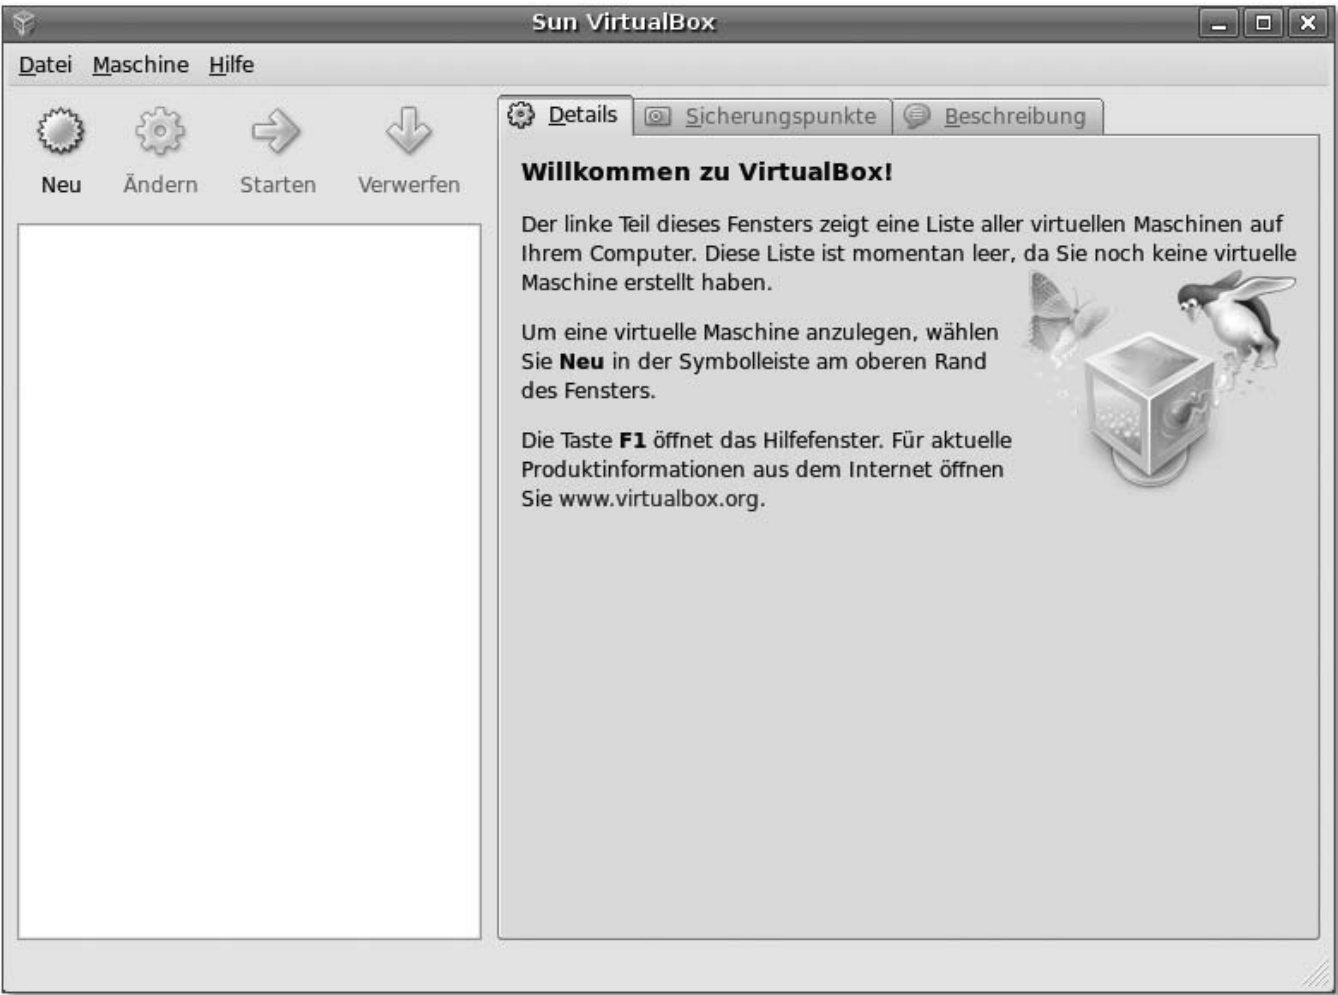 Sun VirtualBox
Datei Maschine Hilfe
Neu Ändern Starten Verwerfen
Details Sicherungspunkte Beschreibung
Willkommen zu VirtualBox!
Der linke Teil dieses Fensters zeigt eine Liste aller virtuellen Maschinen auf
Ihrem Computer. Diese Liste ist momentan leer, da Sie noch keine virtuelle
Maschine erstellt haben.
Um eine virtuelle Maschine anzulegen, wählen
Sie Neu in der Symbolleiste am oberen Rand
des Fensters.
Die Taste F1 öffnet das Hilfefenster. Für aktuelle
Produktinformationen aus dem Internet öffnen
Sie www.virtualbox.org.